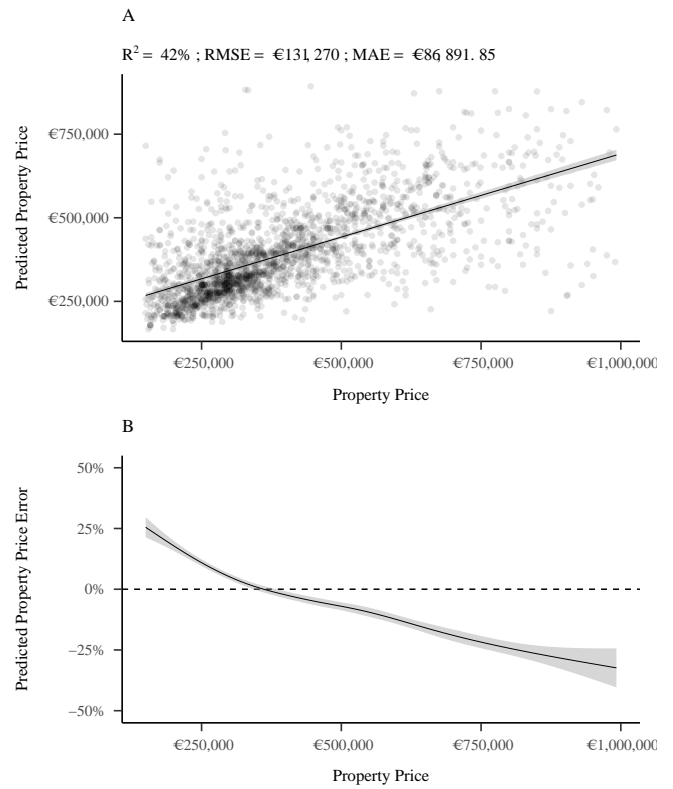 A
R² = 42% ; RMSE = €131, 270 ; MAE = €86, 891. 85
€750,000
€500,000
€250,000
Predicted Property Price
€250,000 €500,000 €750,000 €1,000,000
Property Price
B
50%
25%
0%
−25%
−50%
Predicted Property Price Error
€250,000 €500,000 €750,000 €1,000,000
Property Price